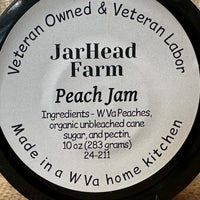 Veteran Owned & Veteran Labor
JarHead
Farm
Peach Jam
Ingredients - W Va Peaches,
organic unbleached cane
sugar, and pectin.
10 oz (283 grams)
24-211
Made in a W Va home kitchen